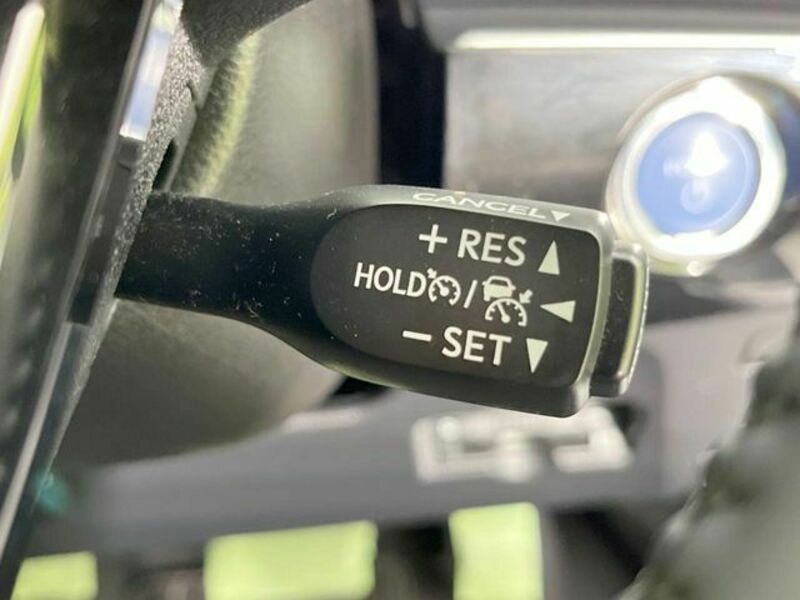 CANCEL▼
+ RES ▲
HOLD / ◀
- SET ▼